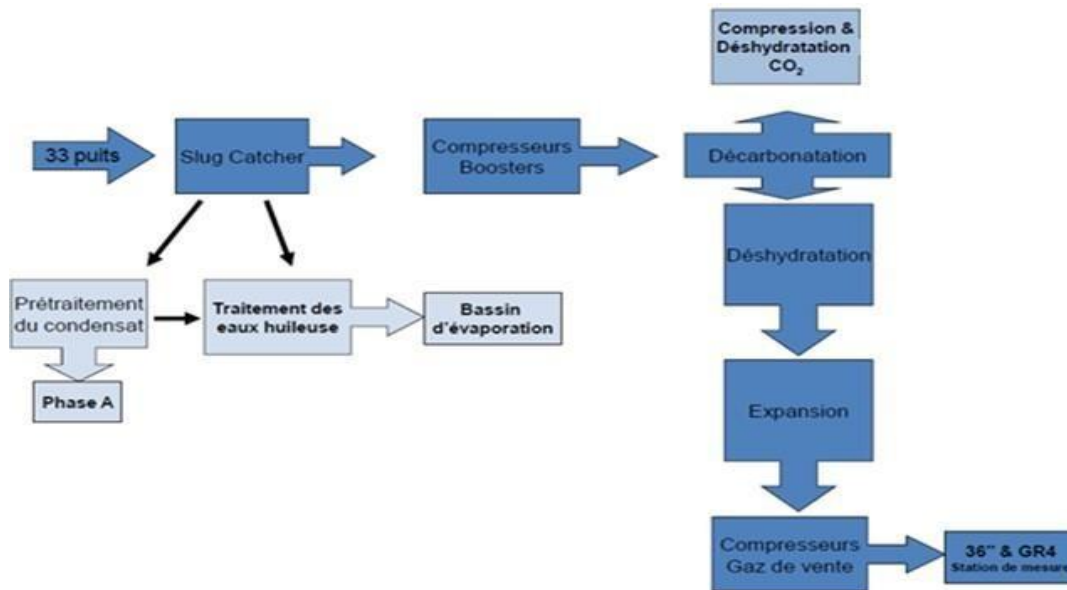 Compression &
Déshydratation
CO₂
33 puits
Slug Catcher
Compresseurs
Boosters
Décarbonatation
Déshydratation
Prétraitement
du condensat
Traitement des
eaux huileuse
Bassin
d'évaporation
Phase A
Expansion
Compresseurs
Gaz de vente
36" & GR4
Station de mesure